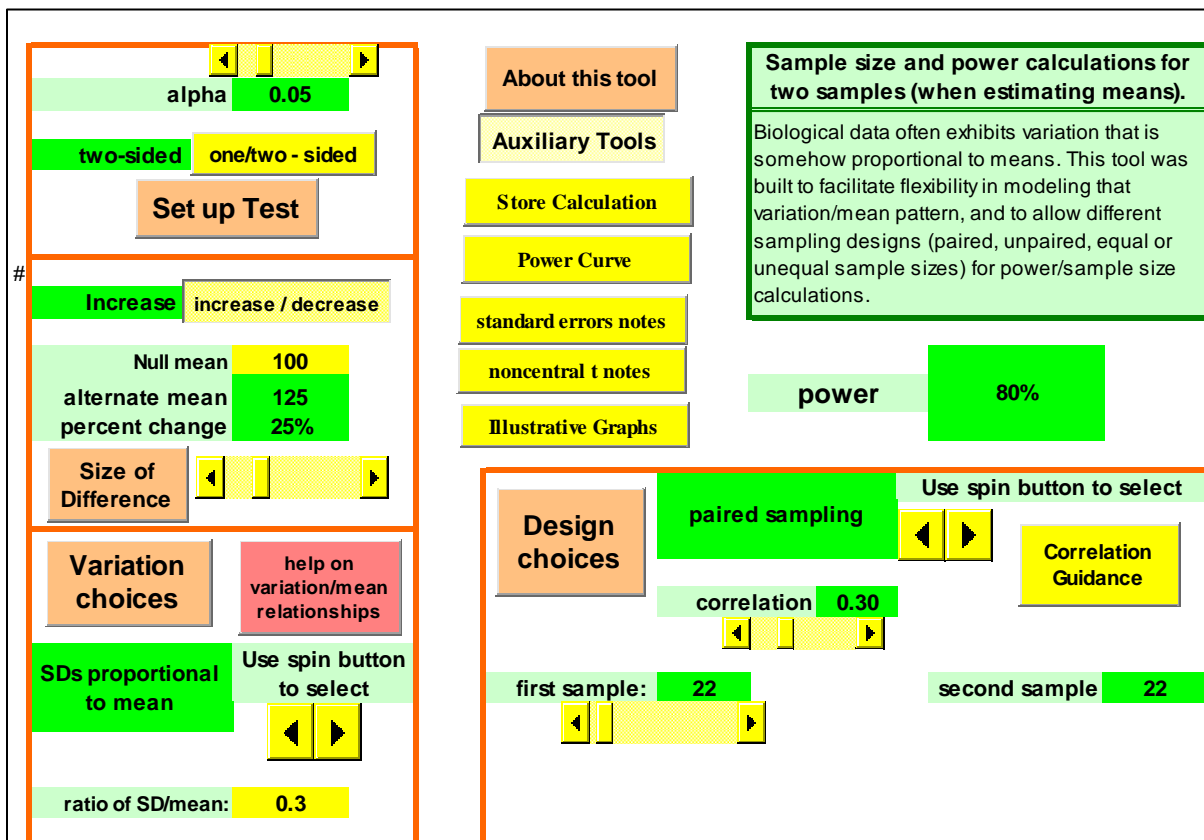 alpha 0.05
two-sided one/two - sided
Set up Test
#
Increase increase / decrease
Null mean 100
alternate mean 125
percent change 25%
Size of
Difference
Variation
choices
help on
variation/mean
relationships
SDs proportional
to mean
Use spin button
to select
ratio of SD/mean: 0.3
About this tool
Auxiliary Tools
Store Calculation
Power Curve
standard errors notes
noncentral t notes
Illustrative Graphs
Sample size and power calculations for
two samples (when estimating means).
Biological data often exhibits variation that is
somehow proportional to means. This tool was
built to facilitate flexibility in modeling that
variation/mean pattern, and to allow different
sampling designs (paired, unpaired, equal or
unequal sample sizes) for power/sample size
calculations.
power 80%
Design
choices
paired sampling
Use spin button to select
Correlation
Guidance
correlation 0.30
first sample: 22
second sample 22